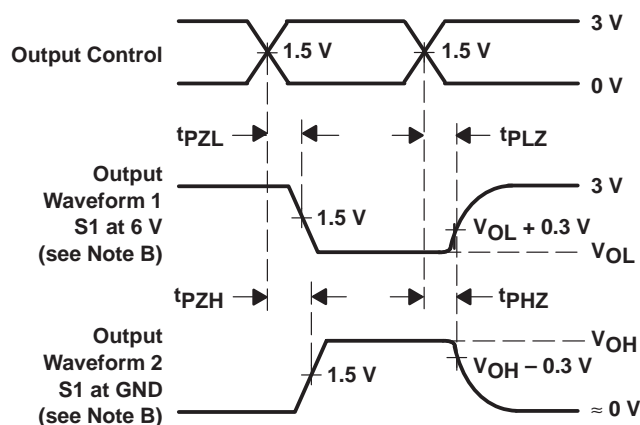 3 V
Output Control
1.5 V
1.5 V
0 V
tPZL
tPLZ
Output
Waveform 1
S1 at 6 V
(see Note B)
3 V
1.5 V
VOL + 0.3 V
VOL
tPZH
tPHZ
Output
Waveform 2
S1 at GND
(see Note B)
VOH
1.5 V
VOH − 0.3 V
≈ 0 V